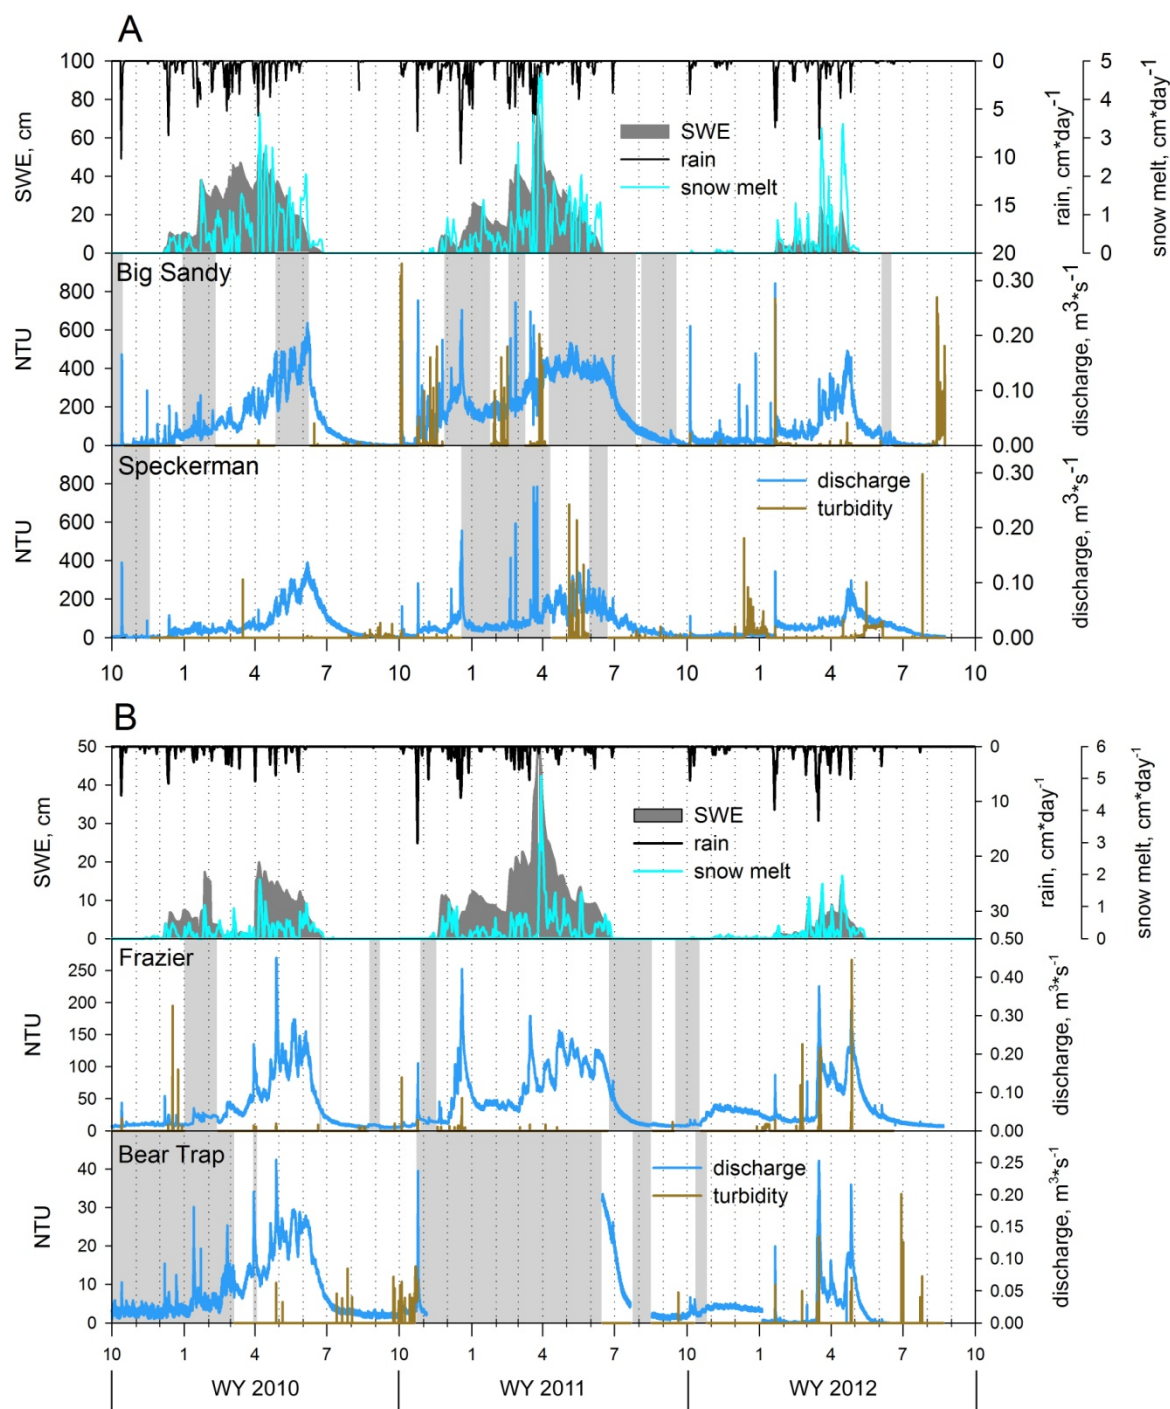 A
100
80
60
40
20
0
SWE, cm
SWE
rain
snow melt
0
5
10
15
20
rain, cm*day-1
5
4
3
2
1
0
snow melt, cm*day-1
Big Sandy
800
600
400
200
0
NTU
0.30
0.20
0.10
0.00
discharge, m3*s-1
Speckerman
800
600
400
200
0
NTU
discharge
turbidity
0.30
0.20
0.10
0.00
discharge, m3*s-1
10 1 4 7 10 1 4 7 10 1 4 7 10
B
50
40
30
20
10
0
SWE, cm
SWE
rain
snow melt
0
10
20
30
rain, cm*day-1
6
5
4
3
2
1
0
snow melt, cm*day-1
Frazier
250
200
150
100
50
0
NTU
0.50
0.40
0.30
0.20
0.10
0.00
discharge, m3*s-1
Bear Trap
40
30
20
10
0
NTU
discharge
turbidity
0.25
0.20
0.15
0.10
0.05
0.00
discharge, m3*s-1
10 1 4 7 10 1 4 7 10 1 4 7 10
WY 2010 WY 2011 WY 2012